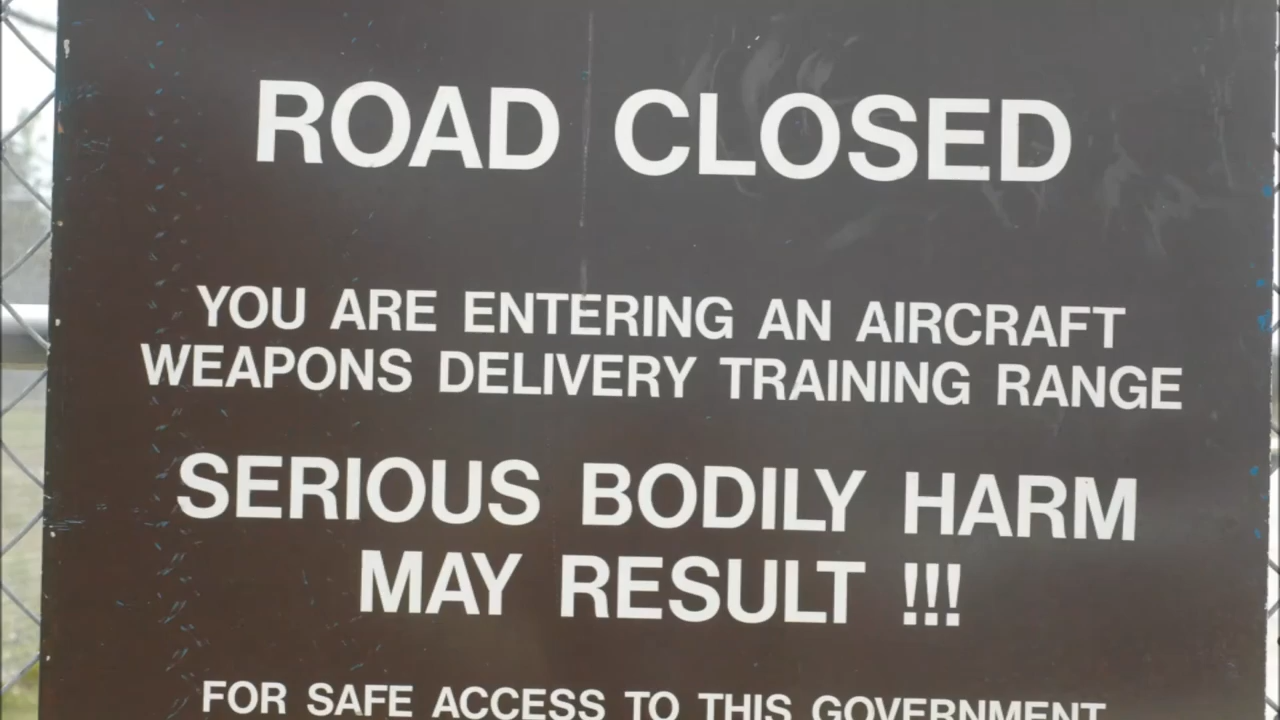 ROAD CLOSED
YOU ARE ENTERING AN AIRCRAFT
WEAPONS DELIVERY TRAINING RANGE
SERIOUS BODILY HARM
MAY RESULT !!!
FOR SAFE ACCESS TO THIS GOVERNMENT